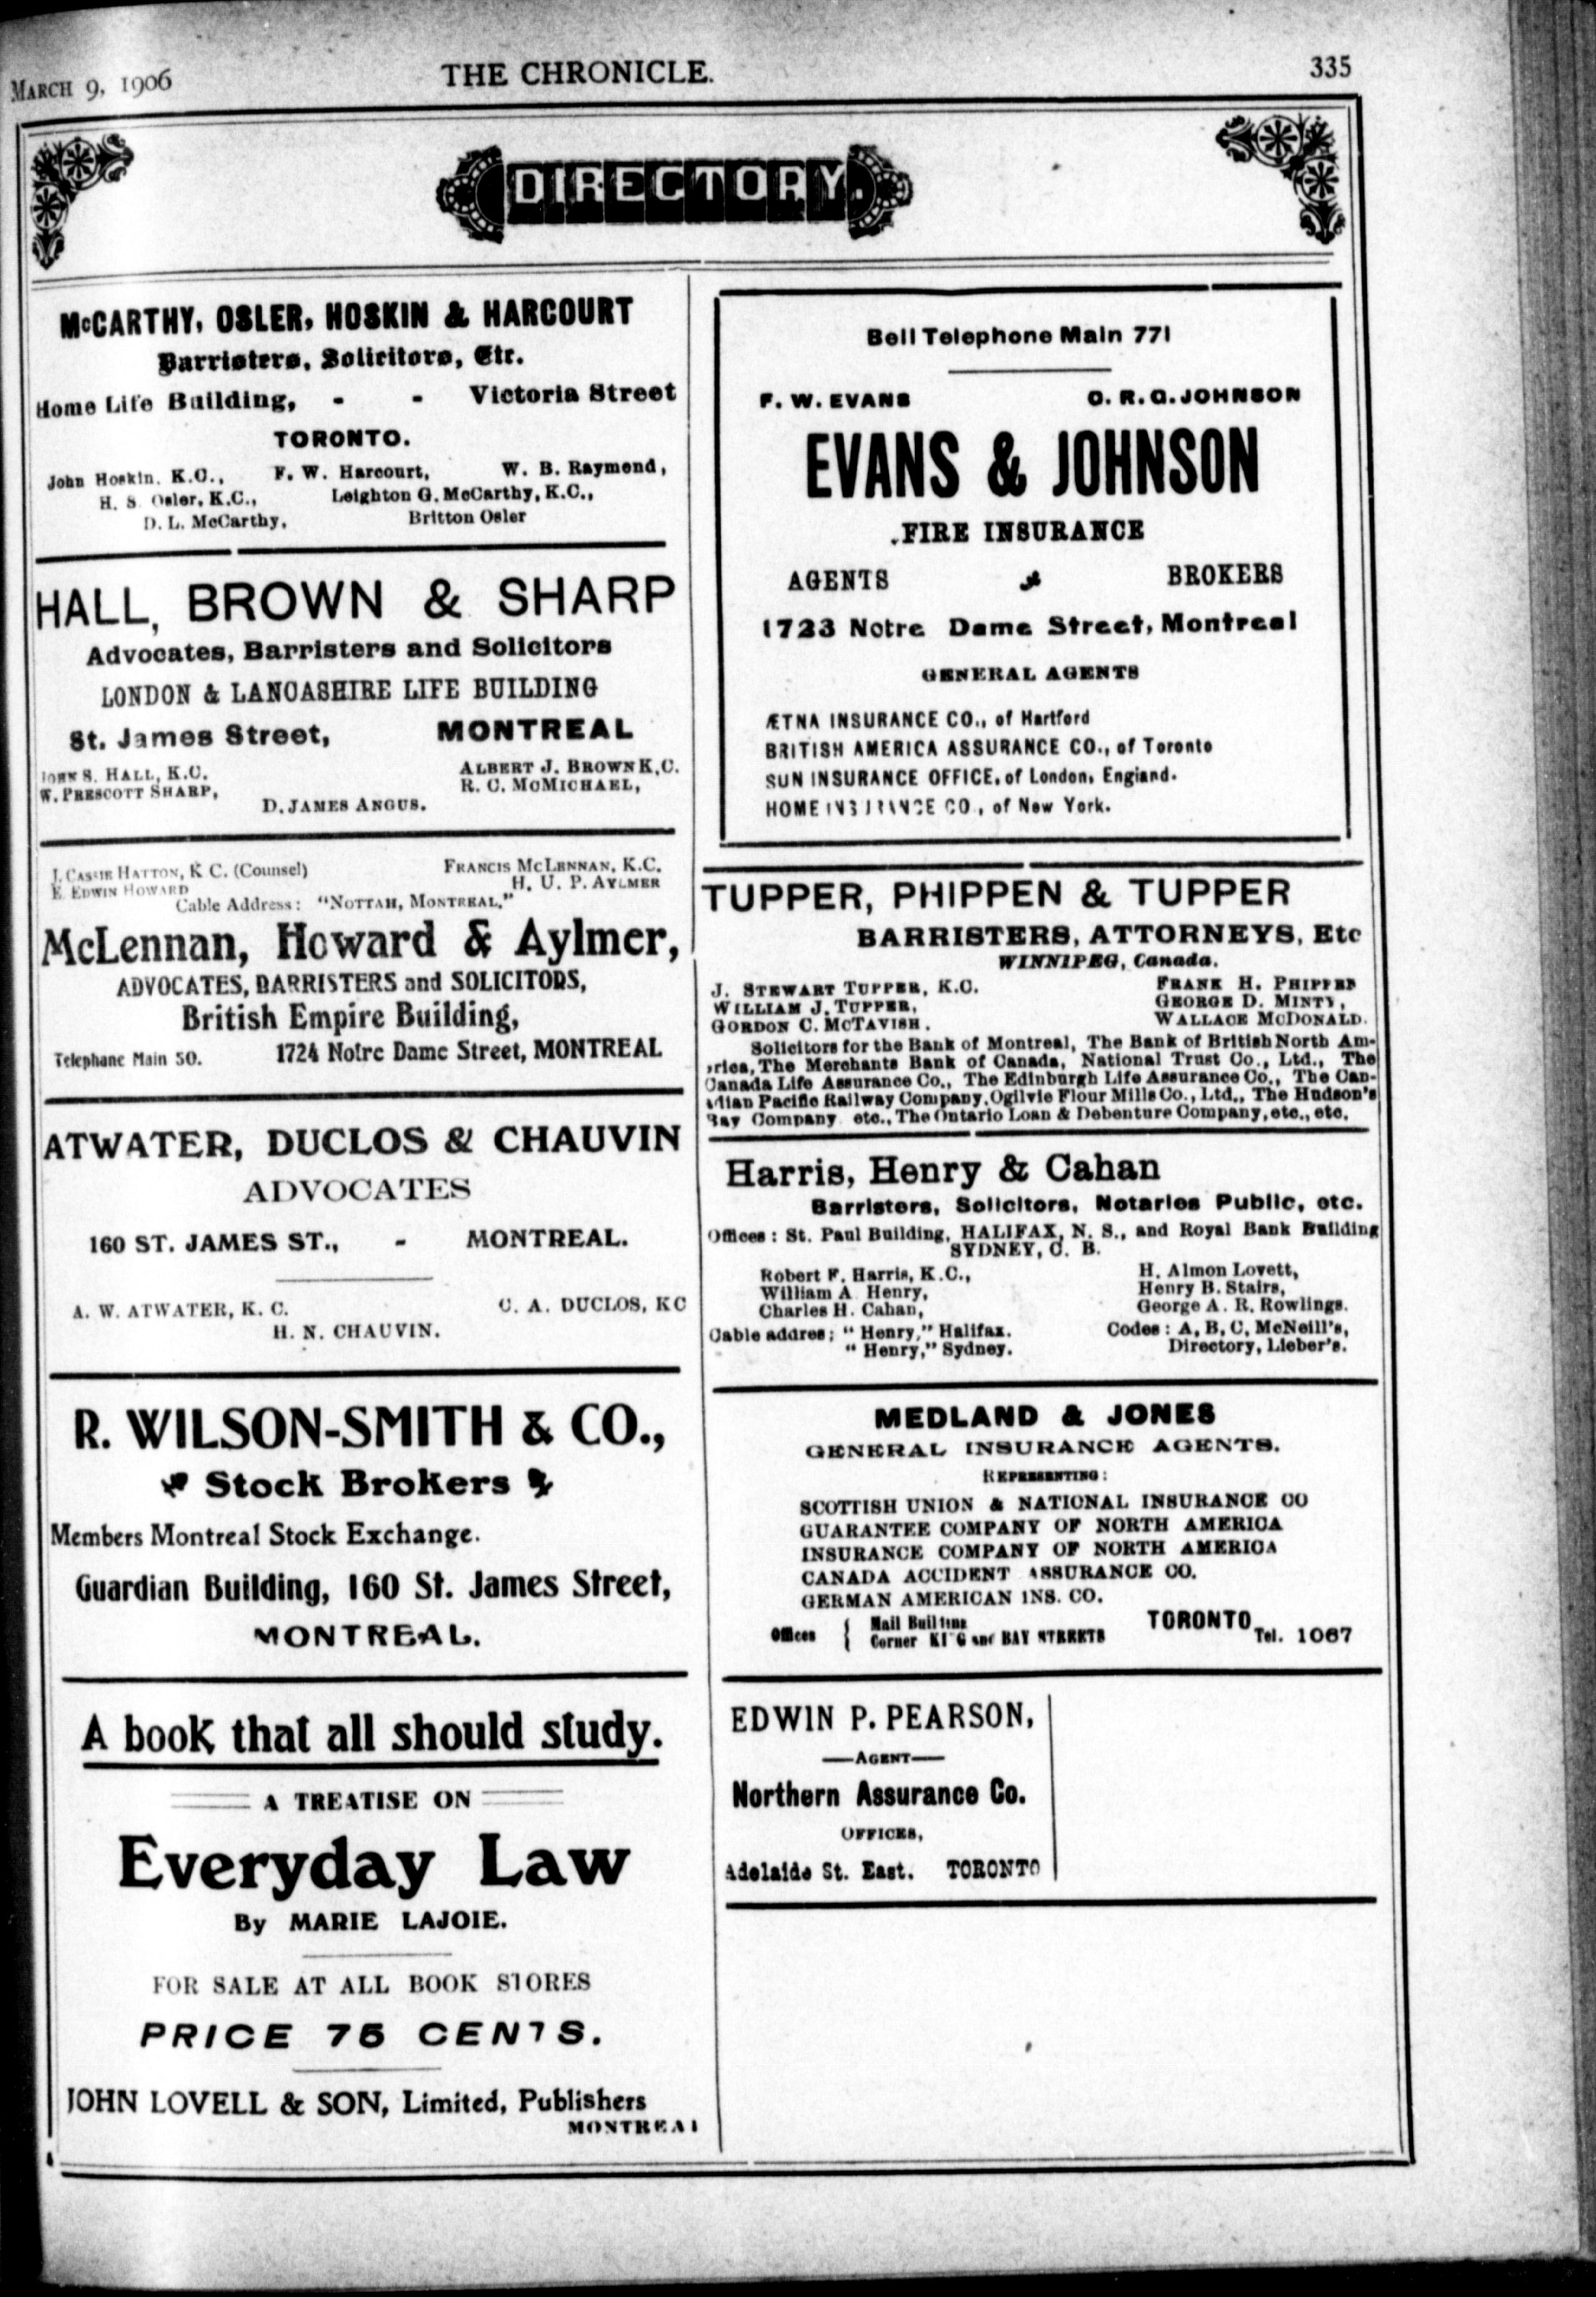 MARCH 9, 1906
THE CHRONICLE.
335
DIRECTORY.
McCARTHY, OSLER, HOSKIN & HARCOURT
Barristers, Solicitors, Etc.
Home Life Building, - - Victoria Street
TORONTO.
John Hoskin, K.C., F. W. Harcourt, W. B. Raymond,
H. S. Osler, K.C., Leighton G. McCarthy, K.C.,
D. L. McCarthy, Britton Osler
HALL, BROWN & SHARP
Advocates, Barristers and Solicitors
LONDON & LANCASHIRE LIFE BUILDING
St. James Street, MONTREAL
JOHN S. HALL, K.C. ALBERT J. BROWN K.C.
W. PRESCOTT SHARP, R. C. MCMICHAEL,
D. JAMES ANGUS.
J. CASSIE HATTON, K C. (Counsel) FRANCIS MCLENNAN, K.C.
E. EDWIN HOWARD H. U. P. AYLMER
Cable Address: "NOTTAH, MONTREAL."
McLennan, Howard & Aylmer,
ADVOCATES, BARRISTERS and SOLICITORS,
British Empire Building,
Telephone Main 50. 1724 Notre Dame Street, MONTREAL
ATWATER, DUCLOS & CHAUVIN
ADVOCATES
160 ST. JAMES ST., - MONTREAL.
A. W. ATWATER, K. C. C. A. DUCLOS, KC
H. N. CHAUVIN.
R. WILSON-SMITH & CO.,
Stock Brokers
Members Montreal Stock Exchange.
Guardian Building, 160 St. James Street,
MONTREAL.
A book that all should study.
A TREATISE ON
Everyday Law
By MARIE LAJOIE.
FOR SALE AT ALL BOOK STORES
PRICE 75 CENTS.
JOHN LOVELL & SON, Limited, Publishers
MONTREAL
Bell Telephone Main 771
F. W. EVANS C. R. G. JOHNSON
EVANS & JOHNSON
FIRE INSURANCE
AGENTS BROKERS
1723 Notre Dame Street, Montreal
GENERAL AGENTS
ÆTNA INSURANCE CO., of Hartford
BRITISH AMERICA ASSURANCE CO., of Toronto
SUN INSURANCE OFFICE, of London, England.
HOME INSURANCE CO., of New York.
TUPPER, PHIPPEN & TUPPER
BARRISTERS, ATTORNEYS, Etc
WINNIPEG, Canada.
J. STEWART TUPPER, K.C. FRANK H. PHIPPEN
WILLIAM J. TUPPER, GEORGE D. MINTY,
GORDON C. MCTAVISH. WALLACE MCDONALD.
Solicitors for the Bank of Montreal, The Bank of British North Am-
erica, The Merchants Bank of Canada, National Trust Co., Ltd., The
Canada Life Assurance Co., The Edinburgh Life Assurance Co., The Can-
adian Pacific Railway Company, Ogilvie Flour Mills Co., Ltd., The Hudson's
Bay Company etc., The Ontario Loan & Debenture Company, etc., etc.
Harris, Henry & Cahan
Barristers, Solicitors, Notaries Public, etc.
Offices : St. Paul Building, HALIFAX, N. S., and Royal Bank Building
SYDNEY, C. B.
Robert F. Harris, K.C., H. Almon Lovett,
William A. Henry, Henry B. Stairs,
Charles H. Cahan, George A. R. Rowlings.
Cable addres; "Henry," Halifax. Codes : A, B, C, McNeill's,
"Henry," Sydney. Directory, Lieber's.
MEDLAND & JONES
GENERAL INSURANCE AGENTS.
REPRESENTING:
SCOTTISH UNION & NATIONAL INSURANCE CO
GUARANTEE COMPANY OF NORTH AMERICA
INSURANCE COMPANY OF NORTH AMERICA
CANADA ACCIDENT ASSURANCE CO.
GERMAN AMERICAN INS. CO.
Offices { Mail Building
Corner KING and BAY STREETS TORONTO Tel. 1067
EDWIN P. PEARSON,
—AGENT—
Northern Assurance Co.
OFFICES,
Adelaide St. East. TORONTO